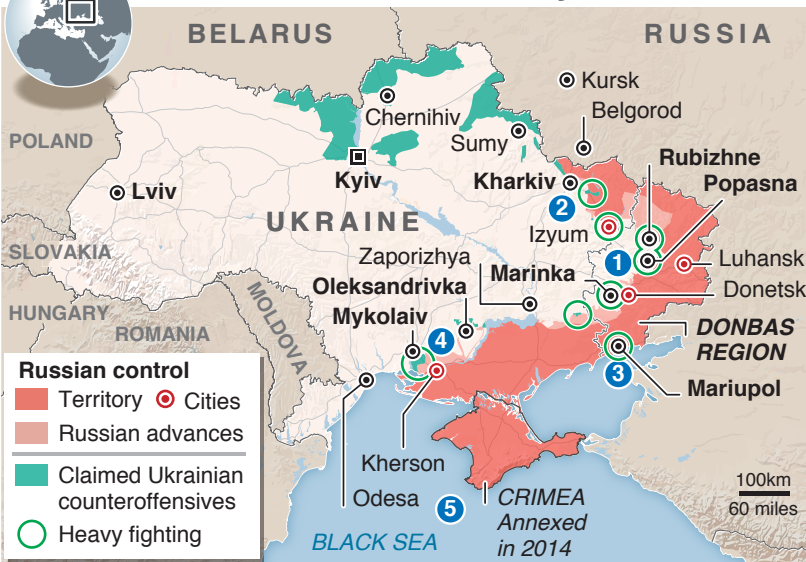 BELARUS
RUSSIA
Kursk
Belgorod
Chernihiv
Sumy
POLAND
Rubizhne
Popasna
Kyiv
Kharkiv
Lviv
2
UKRAINE
Izyum
SLOVAKIA
Zaporizhya
1
Luhansk
Marinka
Oleksandrivka
Donetsk
HUNGARY
MOLDOVA
Mykolaiv
ROMANIA
4
DONBAS
REGION
3
Mariupol
Russian control
Territory
Cities
Russian advances
Claimed Ukrainian
counteroffensives
Heavy fighting
Kherson
Odesa
5
CRIMEA
Annexed
in 2014
BLACK SEA
100km
60 miles